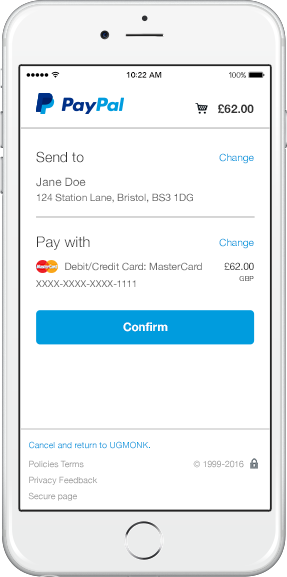 10:22 AM
100%
PayPal
£62.00
Send to
Change
Jane Doe
124 Station Lane, Bristol, BS3 1DG
Pay with
Change
MasterCard
Debit/Credit Card: MasterCard
£62.00
XXXX-XXXX-XXXX-1111
GBP
Confirm
Cancel and return to UGMONK.
Policies Terms
© 1999-2016
Privacy Feedback
Secure page